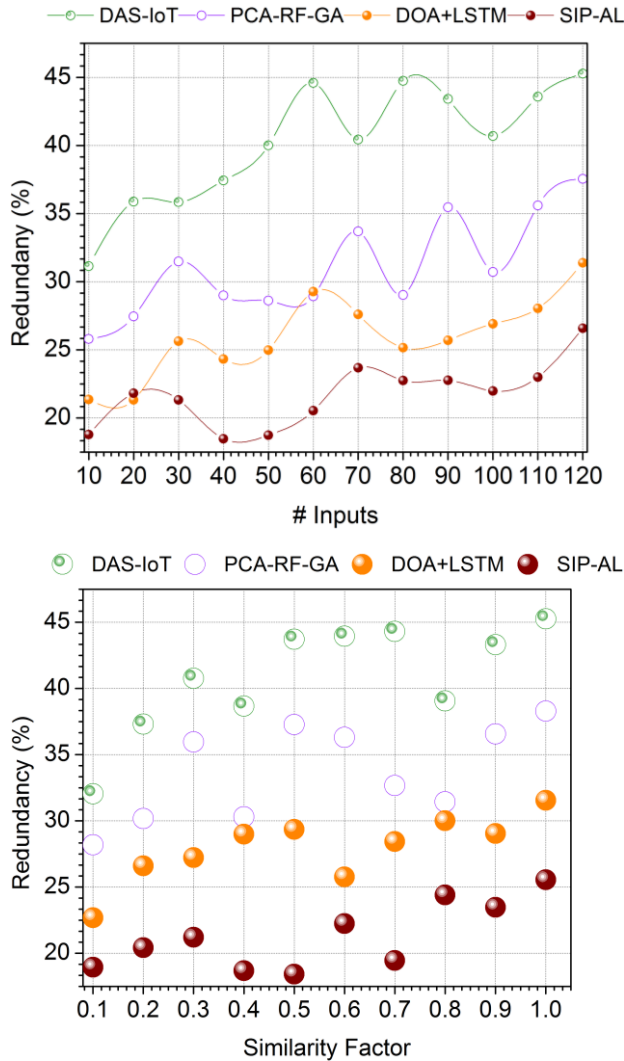 DAS-IoT PCA-RF-GA DOA+LSTM SIP-AL
45
40
35
30
25
20
Redundany (%)
10 20 30 40 50 60 70 80 90 100 110 120
# Inputs
DAS-IoT PCA-RF-GA DOA+LSTM SIP-AL
45
40
35
30
25
20
Redundancy (%)
0.1 0.2 0.3 0.4 0.5 0.6 0.7 0.8 0.9 1.0
Similarity Factor